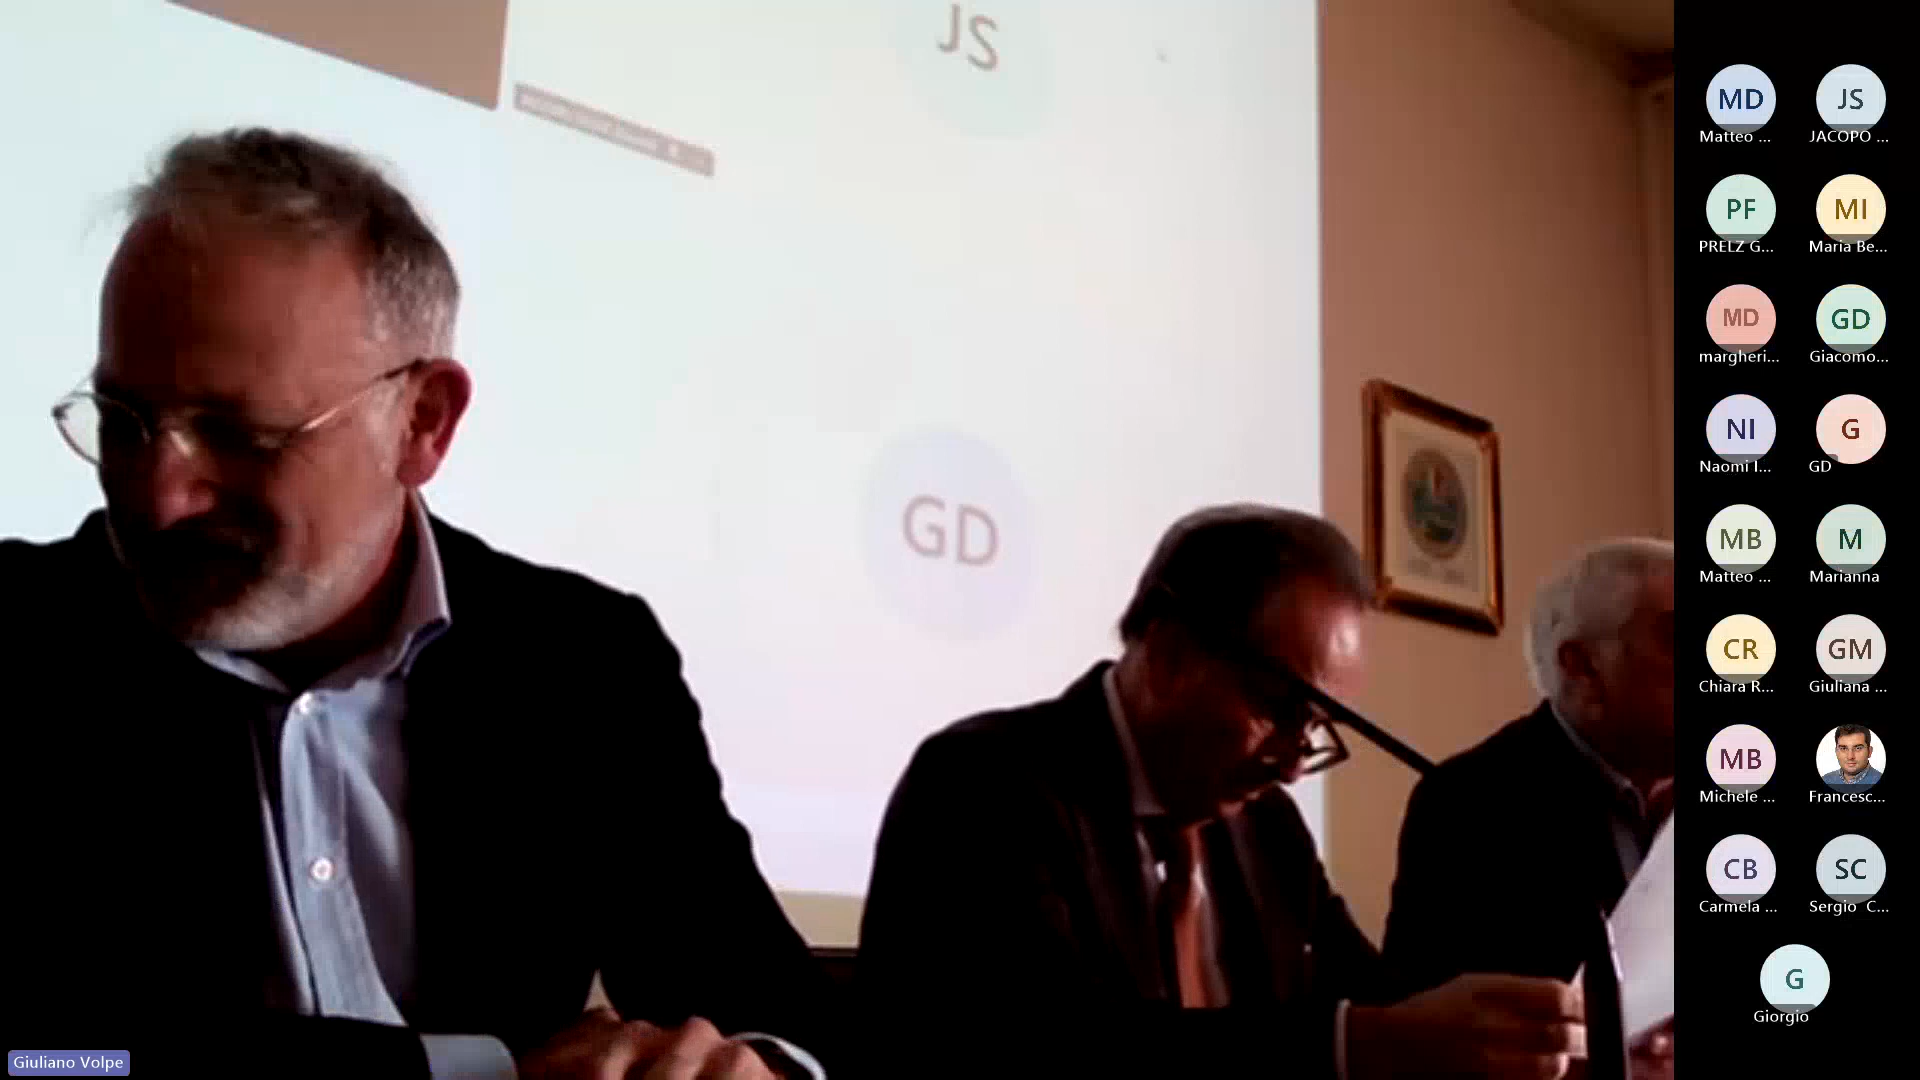 JS
GD
Giuliano Volpe
MD
Matteo ...
JS
JACOPO ...
PF
PRELZ G...
MI
Maria Be...
MD
margheri...
GD
Giacomo...
NI
Naomi I...
G
GD
MB
Matteo ...
M
Marianna
CR
Chiara R...
GM
Giuliana ...
MB
Michele ...
Francesc...
CB
Carmela ...
SC
Sergio C...
G
Giorgio